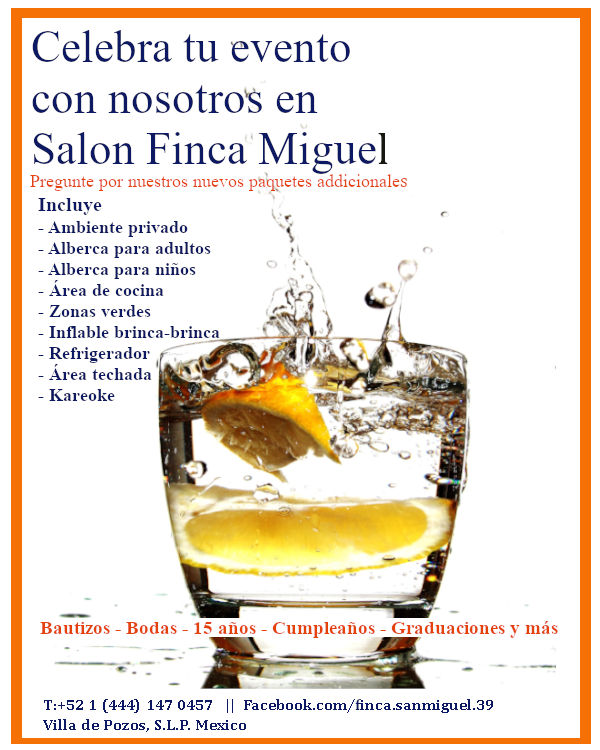 Celebra tu evento
con nosotros en
Salon Finca Miguel
Pregunte por nuestros nuevos paquetes addicionales
Incluye
- Ambiente privado
- Alberca para adultos
- Alberca para niños
- Área de cocina
- Zonas verdes
- Inflable brinca-brinca
- Refrigerador
- Área techada
- Kareoke
Bautizos - Bodas - 15 años - Cumpleaños - Graduaciones y más
T:+52 1 (444) 147 0457 || Facebook.com/finca.sanmiguel.39
Villa de Pozos, S.L.P. Mexico